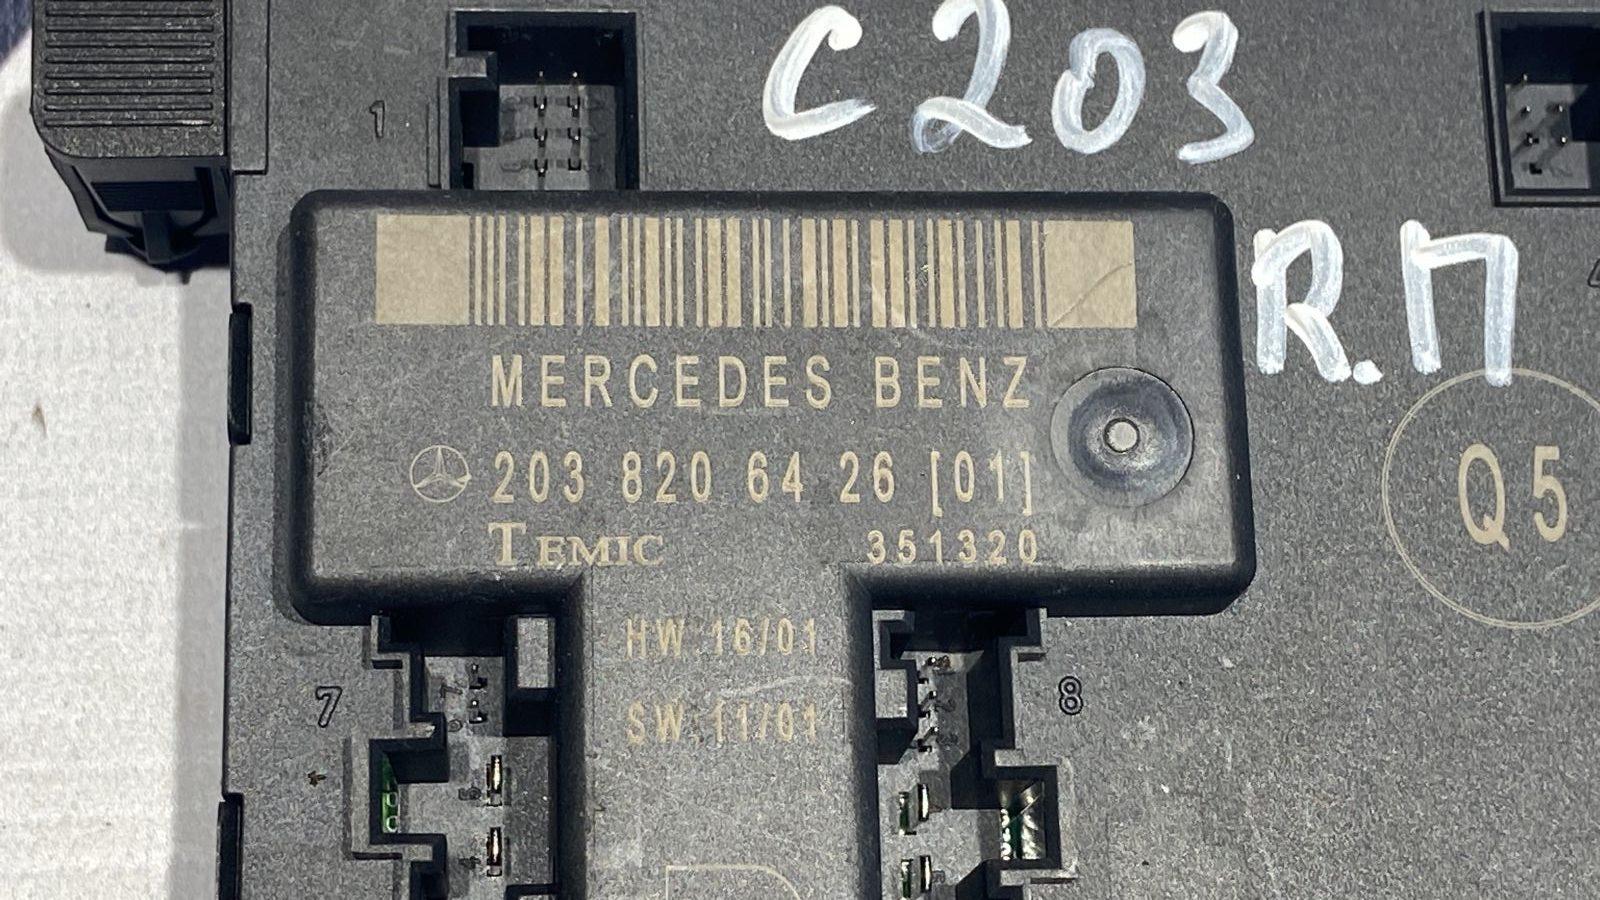 C203
1
R.П
MERCEDES BENZ
203 820 64 26 [01]
TEMIC 351320
Q5
HW:16/01
SW:11/01
7
8